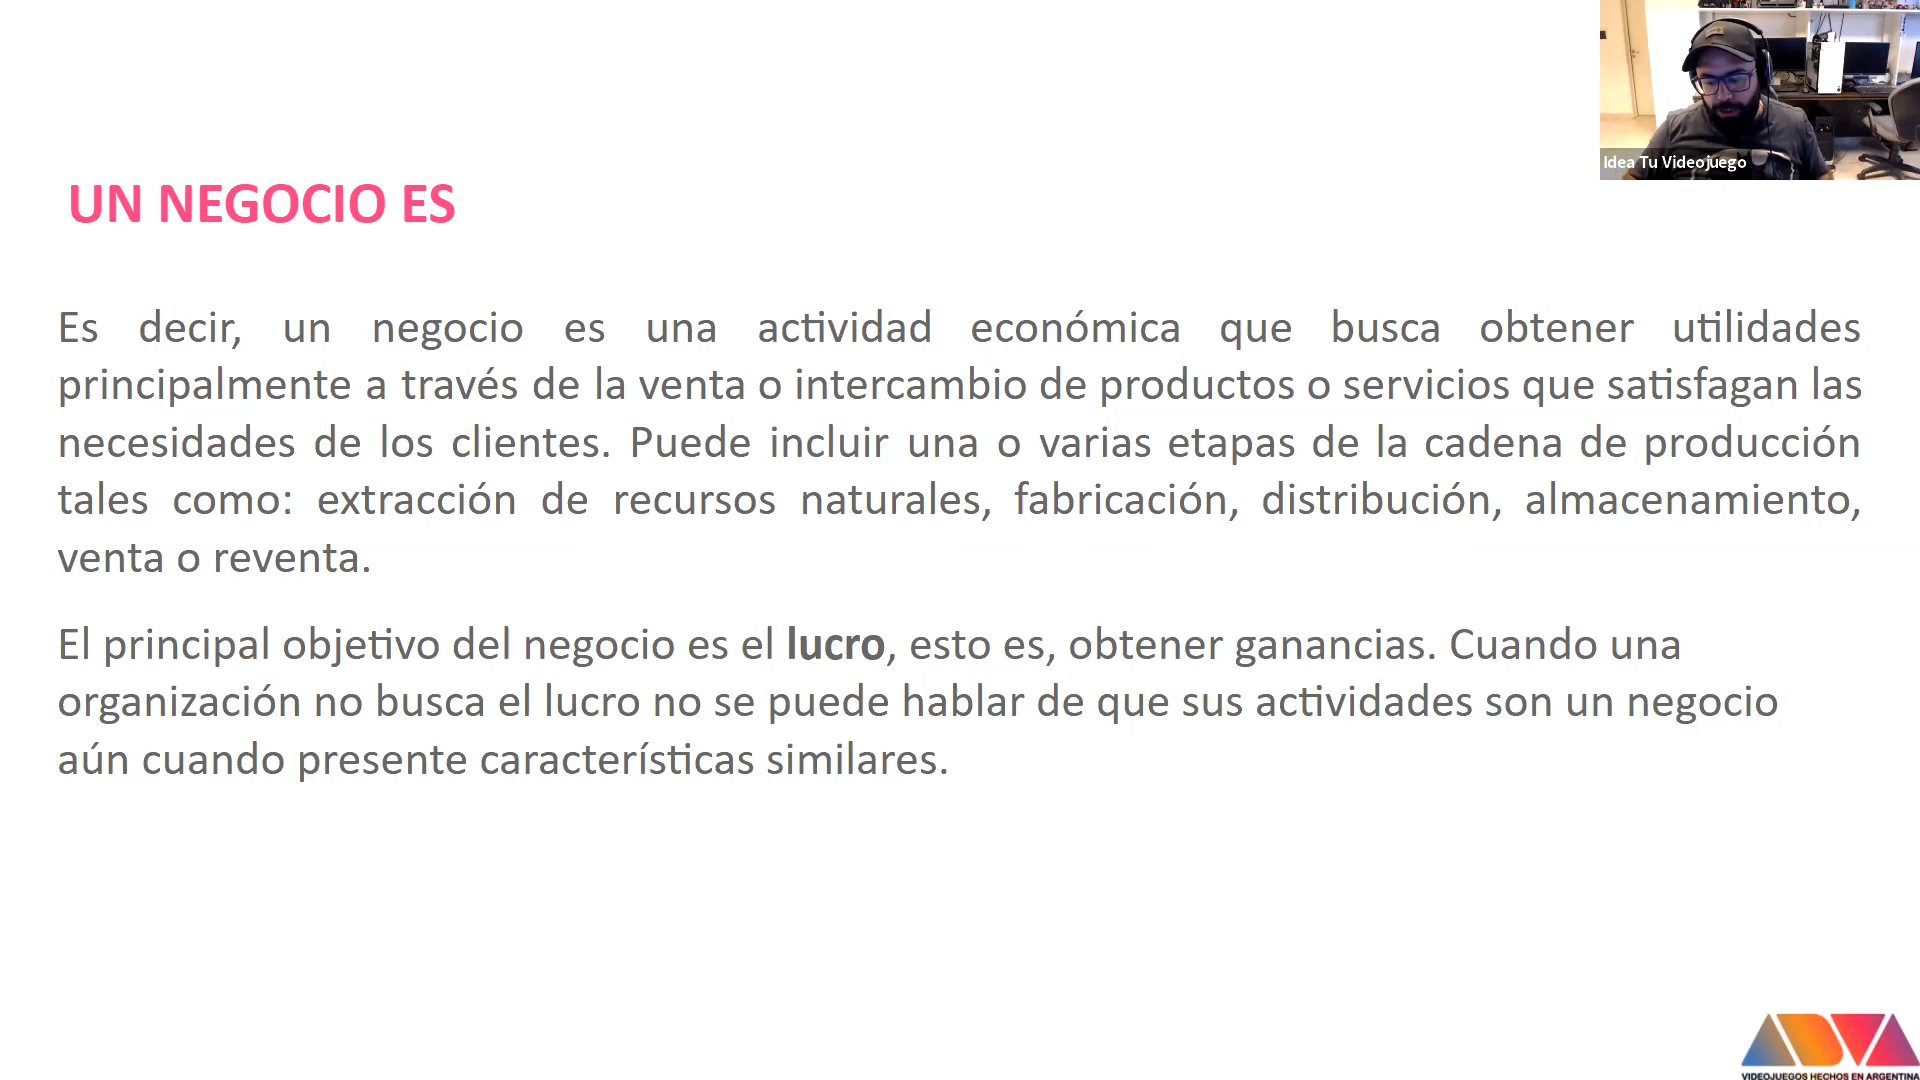 Idea Tu Videojuego
UN NEGOCIO ES
Es decir, un negocio es una actividad económica que busca obtener utilidades
principalmente a través de la venta o intercambio de productos o servicios que satisfagan las
necesidades de los clientes. Puede incluir una o varias etapas de la cadena de producción
tales como: extracción de recursos naturales, fabricación, distribución, almacenamiento,
venta o reventa.
El principal objetivo del negocio es el lucro, esto es, obtener ganancias. Cuando una
organización no busca el lucro no se puede hablar de que sus actividades son un negocio
aún cuando presente características similares.
ADVA
VIDEOJUEGOS HECHOS EN ARGENTINA